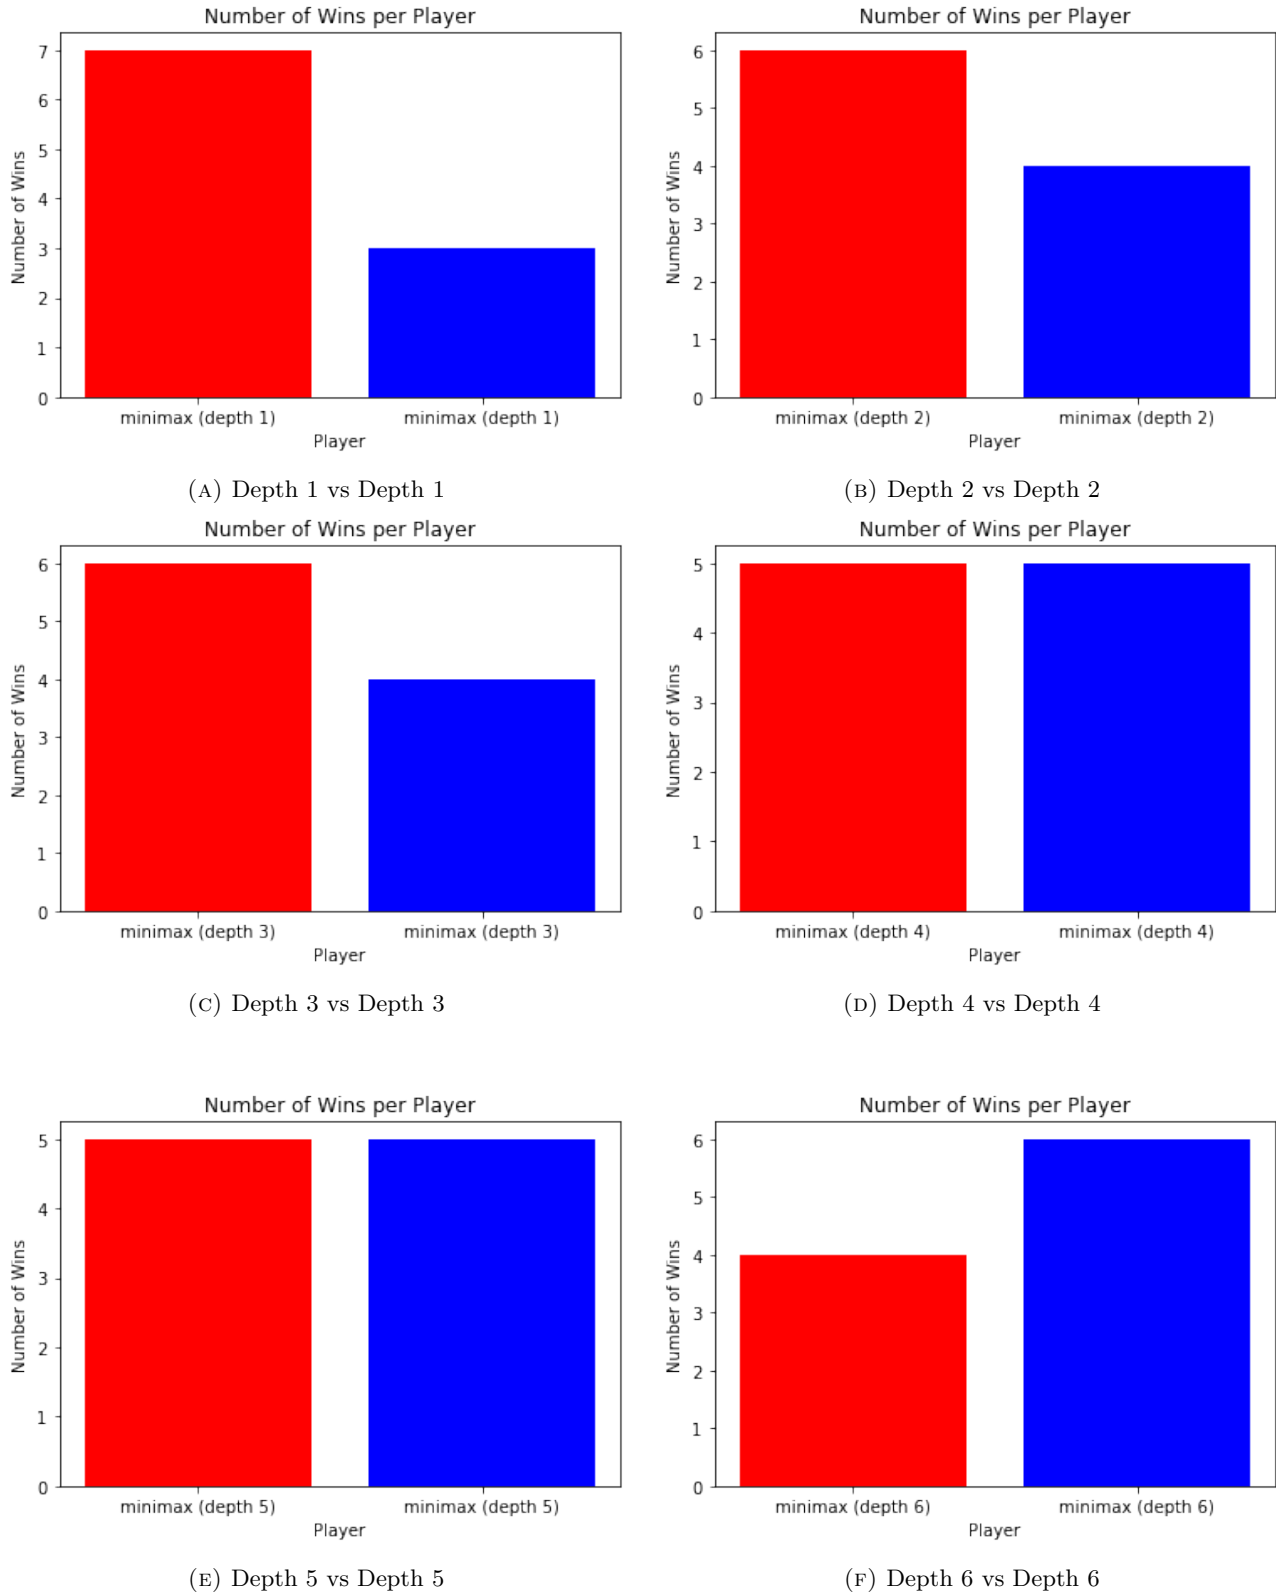 Number of Wins per Player
Number of Wins
7
6
5
4
3
2
1
0
minimax (depth 1) minimax (depth 1)
Player
(A) Depth 1 vs Depth 1
Number of Wins per Player
Number of Wins
6
5
4
3
2
1
0
minimax (depth 2) minimax (depth 2)
Player
(B) Depth 2 vs Depth 2
Number of Wins per Player
Number of Wins
6
5
4
3
2
1
0
minimax (depth 3) minimax (depth 3)
Player
(C) Depth 3 vs Depth 3
Number of Wins per Player
Number of Wins
5
4
3
2
1
0
minimax (depth 4) minimax (depth 4)
Player
(D) Depth 4 vs Depth 4
Number of Wins per Player
Number of Wins
5
4
3
2
1
0
minimax (depth 5) minimax (depth 5)
Player
(E) Depth 5 vs Depth 5
Number of Wins per Player
Number of Wins
6
5
4
3
2
1
0
minimax (depth 6) minimax (depth 6)
Player
(F) Depth 6 vs Depth 6